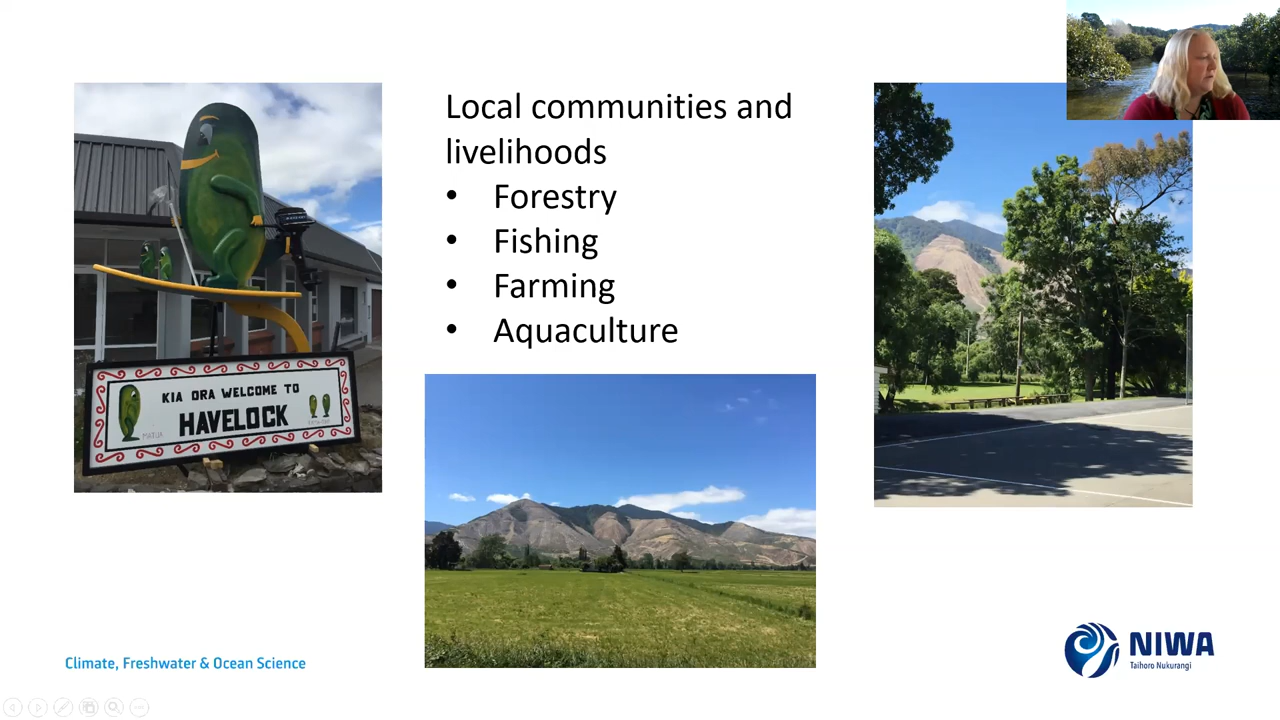 Local communities and
livelihoods
• Forestry
• Fishing
• Farming
• Aquaculture
KIA ORA WELCOME TO
HAVELOCK
MATUA
Climate, Freshwater & Ocean Science
NIWA
Taihoro Nukurangi